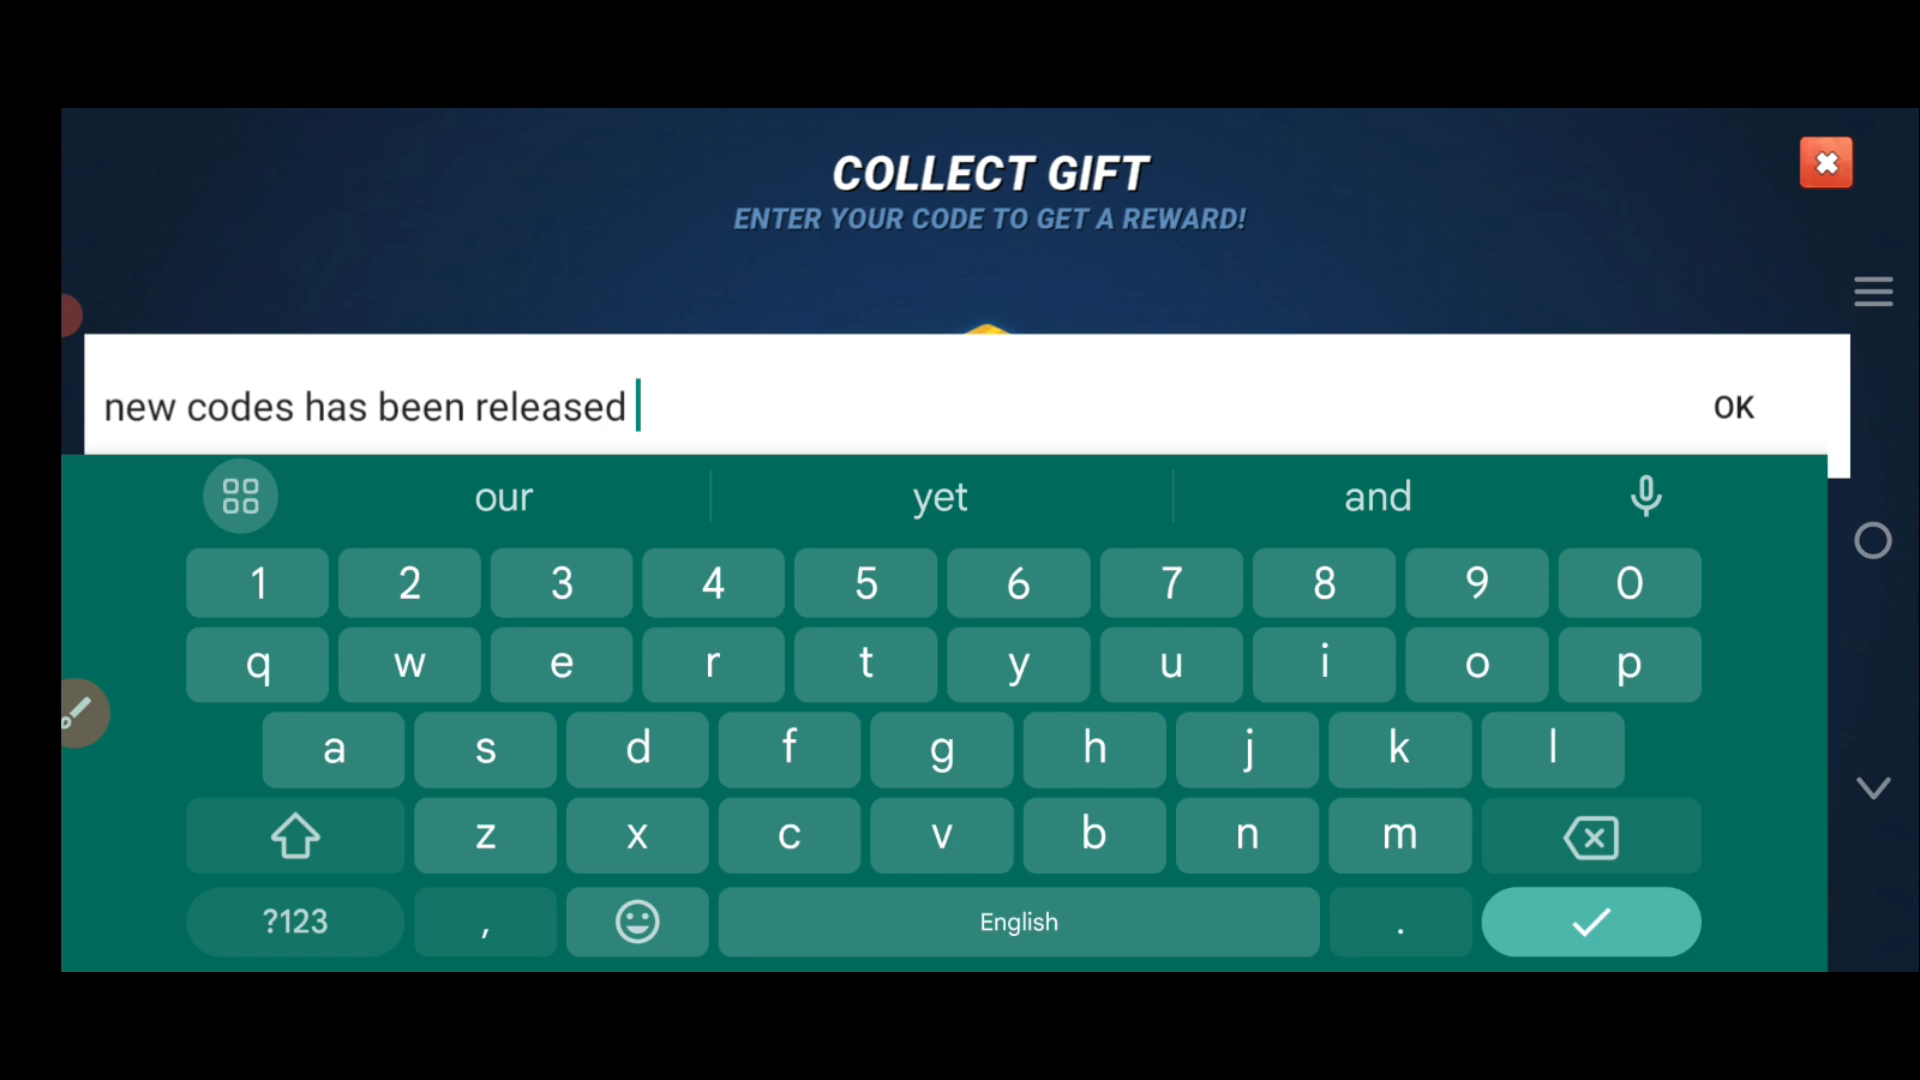 COLLECT GIFT
ENTER YOUR CODE TO GET A REWARD!
new codes has been released
OK
our yet and
1 2 3 4 5 6 7 8 9 0
q w e r t y u i o p
a s d f g h j k l
z x c v b n m
?123 , English .